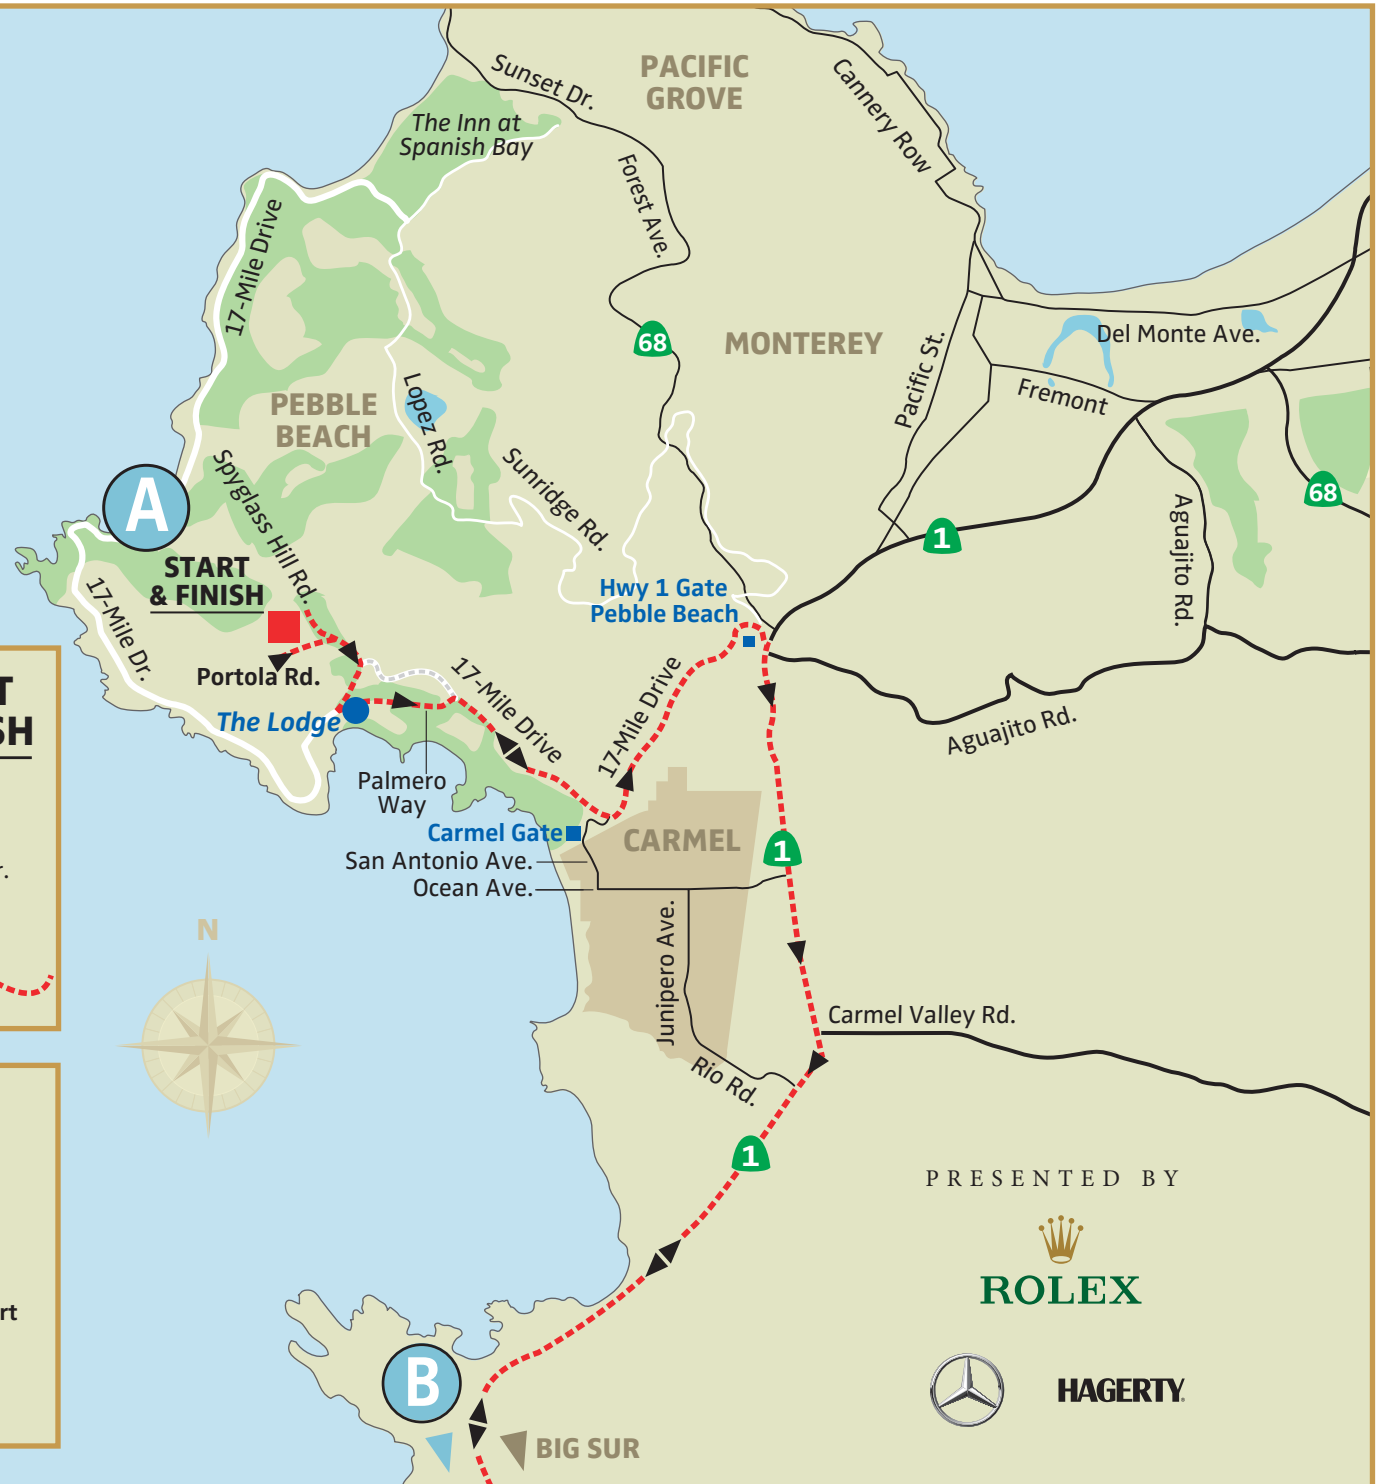 PACIFIC
GROVE
Sunset Dr.
Cannery Row
The Inn at
Spanish Bay
Forest Ave.
17-Mile Drive
68
MONTEREY
Pacific St.
Del Monte Ave.
Fremont
PEBBLE
BEACH
Lopez Rd.
Sunridge Rd.
Spyglass Hill Rd.
68
A
1
Aguajito Rd.
START
& FINISH
17-Mile Dr.
Hwy 1 Gate
Pebble Beach
Portola Rd.
The Lodge
17-Mile Drive
17-Mile Drive
Aguajito Rd.
T
SH
Palmero
Way
Carmel Gate
CARMEL
1
San Antonio Ave.
Ocean Ave.
r.
N
Junipero Ave.
Carmel Valley Rd.
Rio Rd.
1
PRESENTED BY
ROLEX
rt
B
HAGERTY
BIG SUR